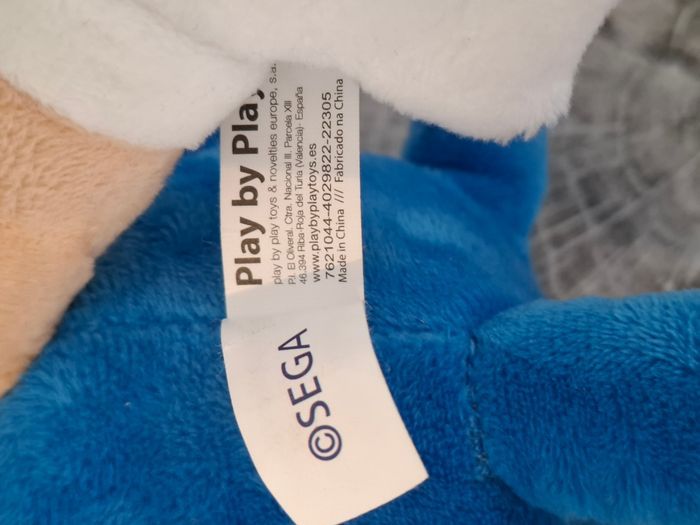 Play by Play
play by play toys & novelties europe, s.a.
P.I. El Oliveral. Ctra. Nacional III. Parcela XIII
46.394 Riba-Roja del Turia (Valencia)- España
www.playbyplaytoys.es
7621044-4029822-22305
Made in China /// Fabricado na China
©SEGA